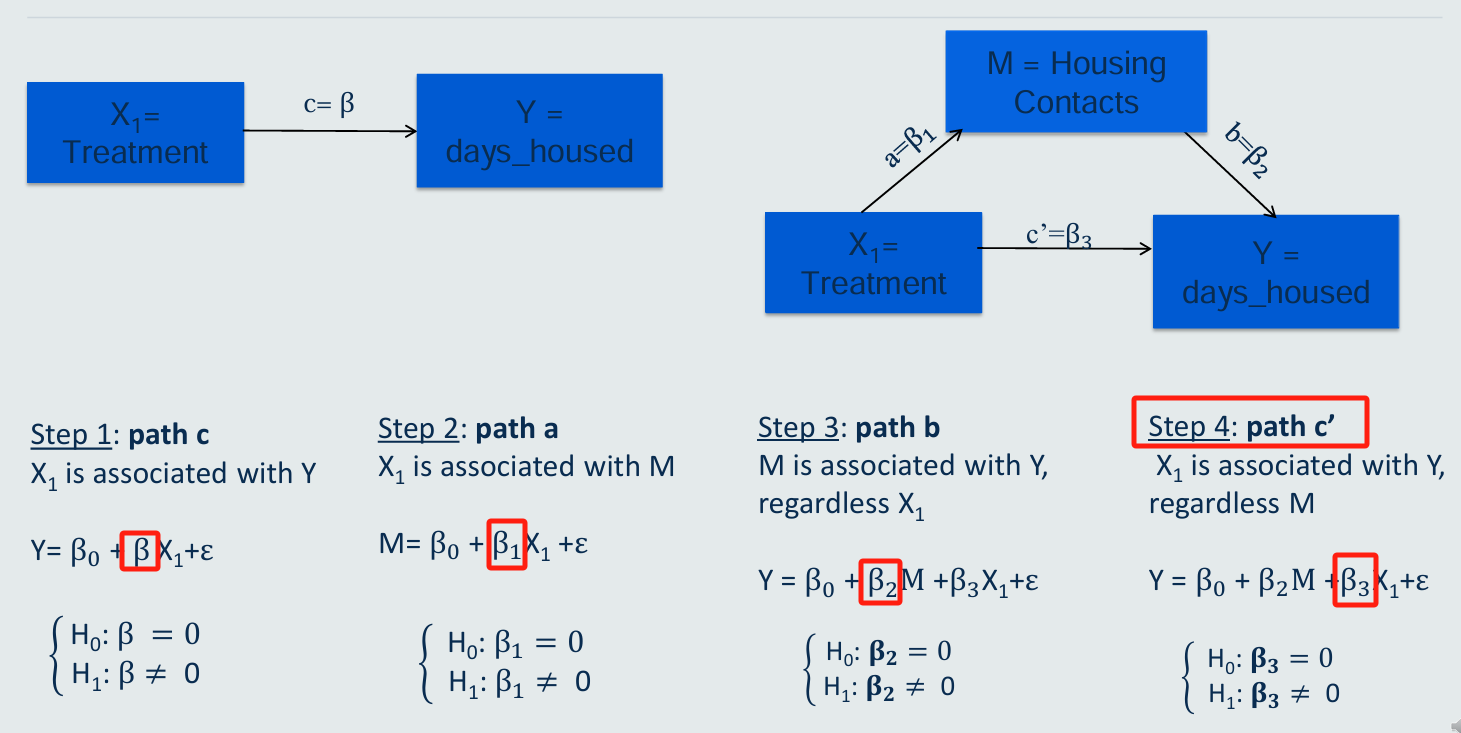 X₁=
Treatment
c= β
Y =
days_housed
M = Housing
Contacts
a=β₁
b=β₂
X₁=
Treatment
c’=β₃
Y =
days_housed
Step 1: path c
X₁ is associated with Y
Y= β₀ + β X₁+ε
H₀: β = 0
H₁: β ≠ 0
Step 2: path a
X₁ is associated with M
M= β₀ + β₁X₁ +ε
H₀: β₁ = 0
H₁: β₁ ≠ 0
Step 3: path b
M is associated with Y,
regardless X₁
Y = β₀ + β₂M +β₃X₁+ε
H₀: β₂ = 0
H₁: β₂ ≠ 0
Step 4: path c’
X₁ is associated with Y,
regardless M
Y = β₀ + β₂M +β₃X₁+ε
H₀: β₃ = 0
H₁: β₃ ≠ 0